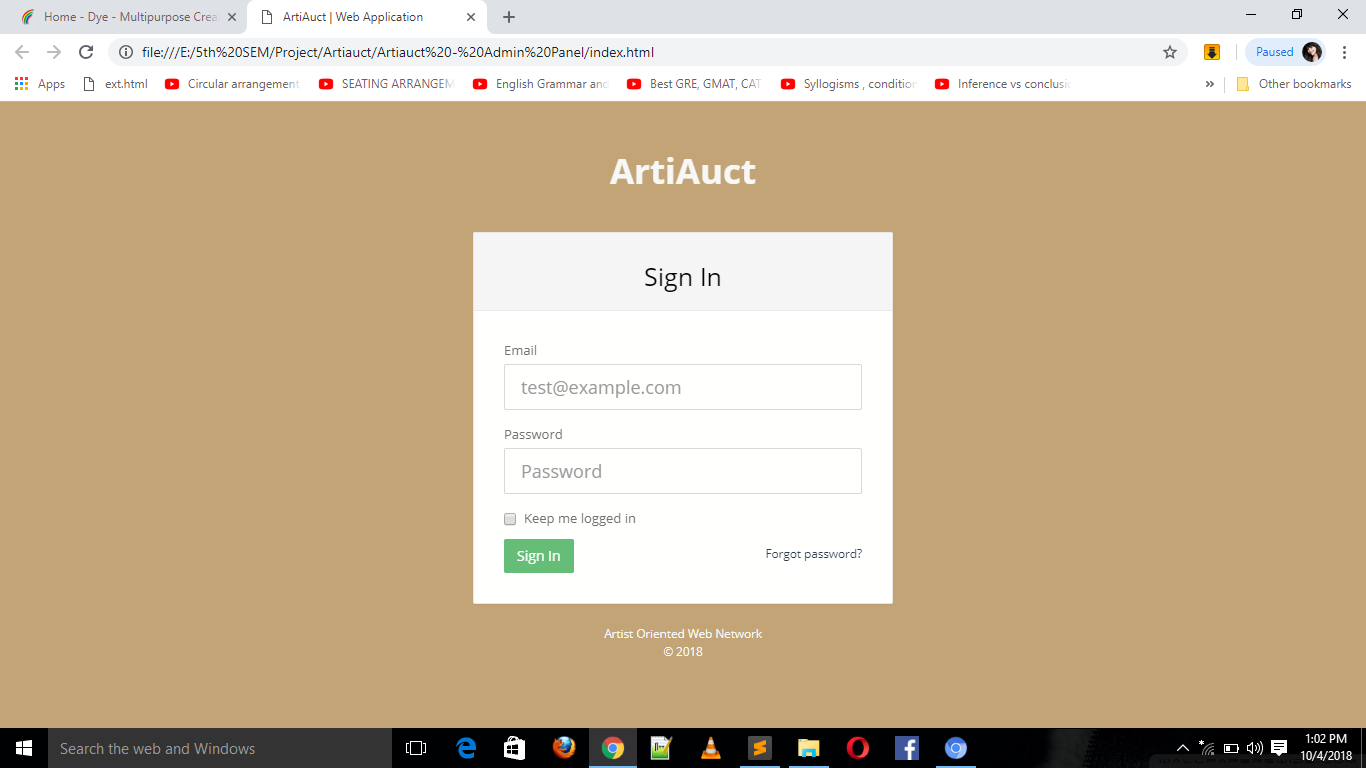 Home - Dye - Multipurpose Crea
ArtiAuct | Web Application
file:///E:/5th%20SEM/Project/Artiauct/Artiauct%20-%20Admin%20Panel/index.html
Paused
Apps
ext.html
Circular arrangement
SEATING ARRANGEM
English Grammar and
Best GRE, GMAT, CAT
Syllogisms , condition
Inference vs conclusio
Other bookmarks
ArtiAuct
Sign In
Email
test@example.com
Password
Password
Keep me logged in
Sign In
Forgot password?
Artist Oriented Web Network
© 2018
Search the web and Windows
1:02 PM
10/4/2018